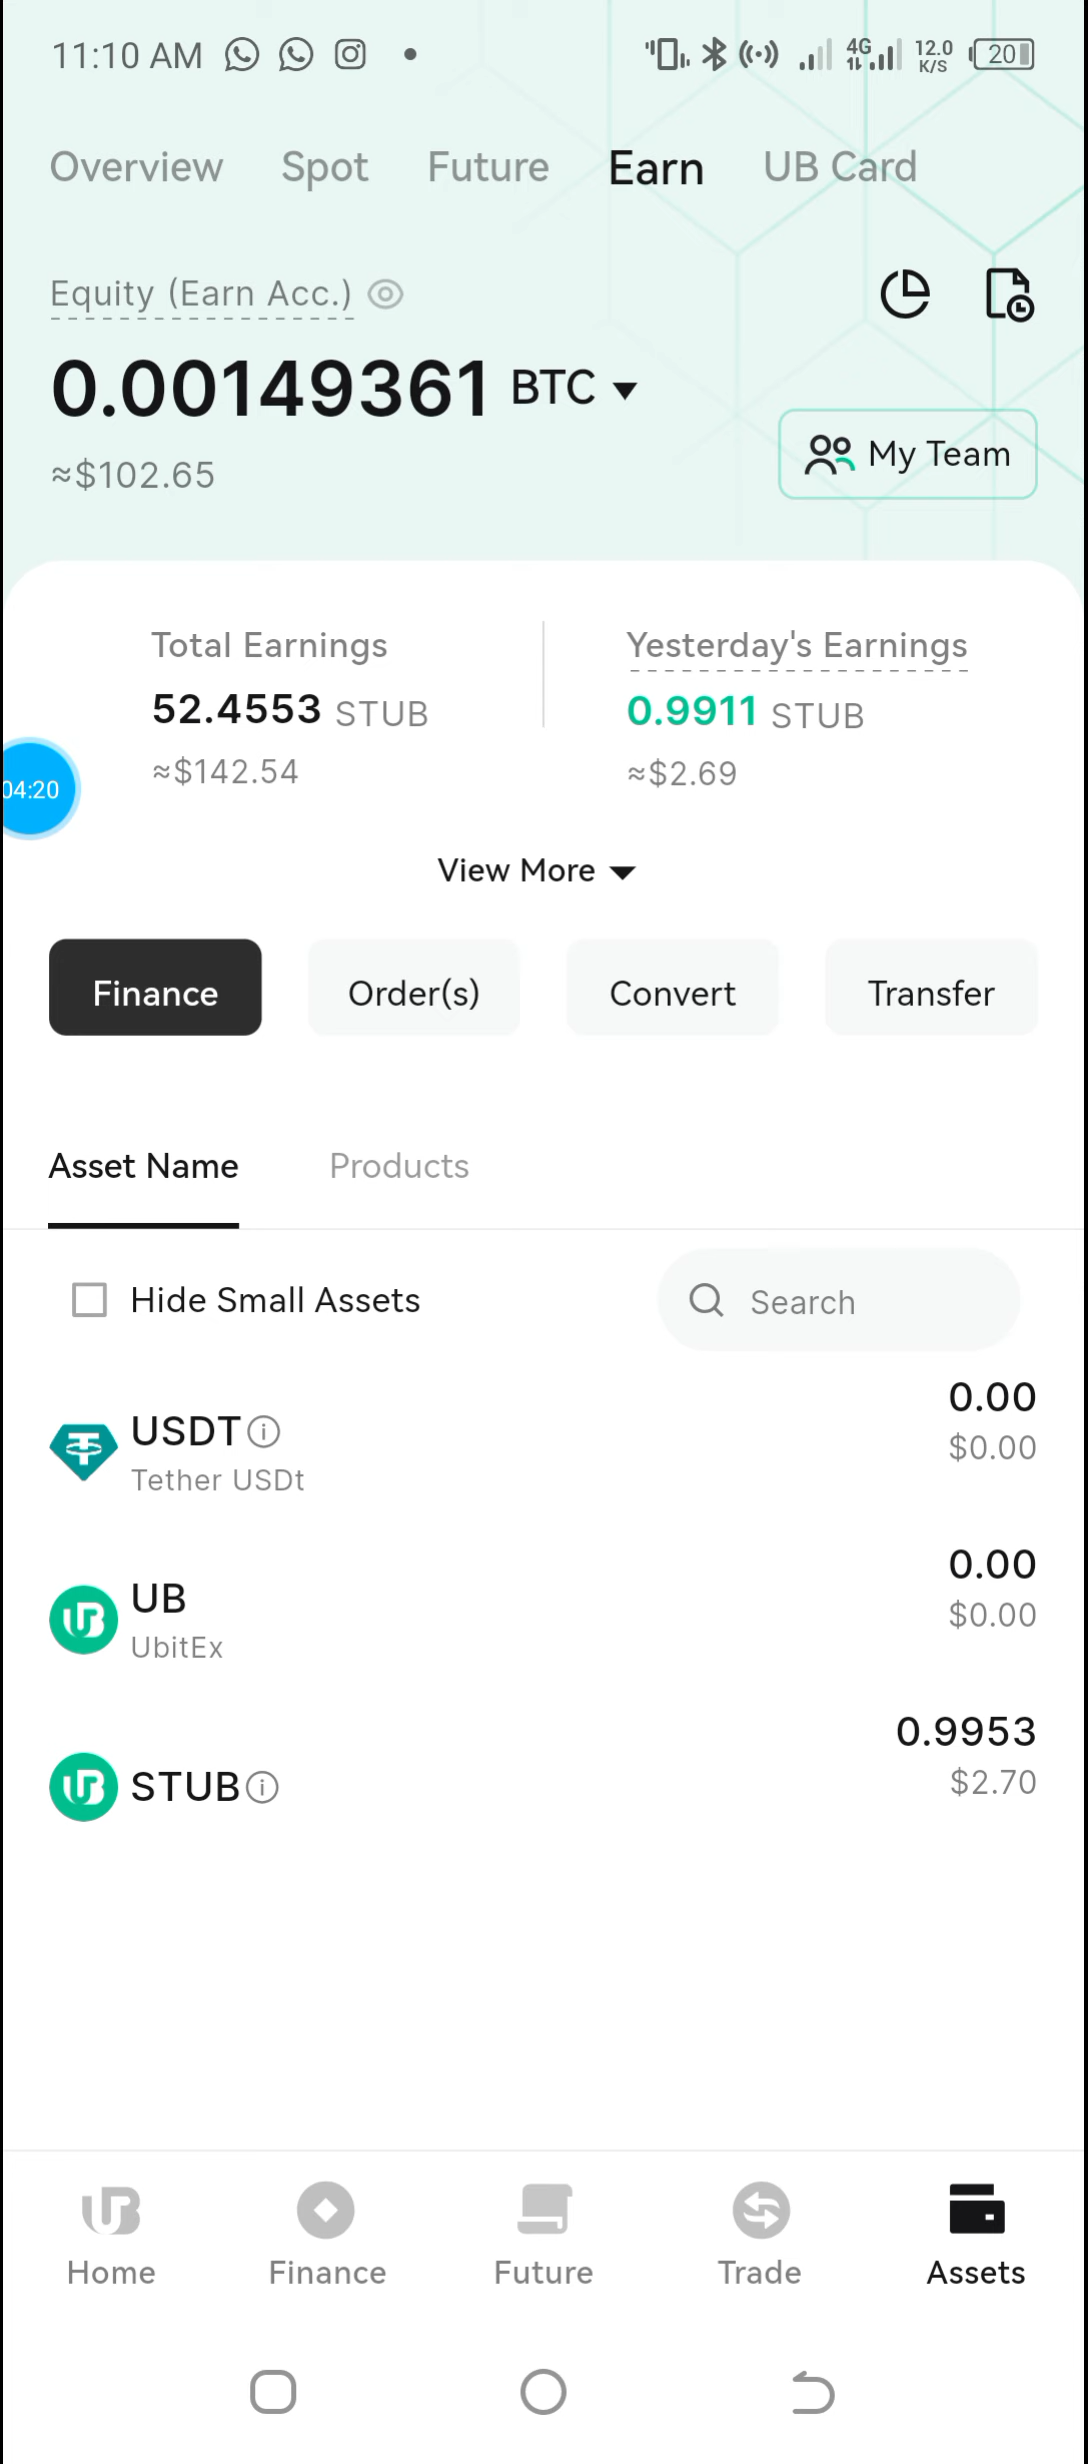 11:10 AM 4G 12.0 K/S 20
Overview Spot Future Earn UB Card
Equity (Earn Acc.)
0.00149361 BTC
≈$102.65
My Team
Total Earnings
52.4553 STUB
≈$142.54
Yesterday's Earnings
0.9911 STUB
≈$2.69
04:20
View More
Finance Order(s) Convert Transfer
Asset Name Products
Hide Small Assets Search
USDT 0.00
Tether USDt $0.00
UB 0.00
UbitEx $0.00
STUB 0.9953
$2.70
Home Finance Future Trade Assets